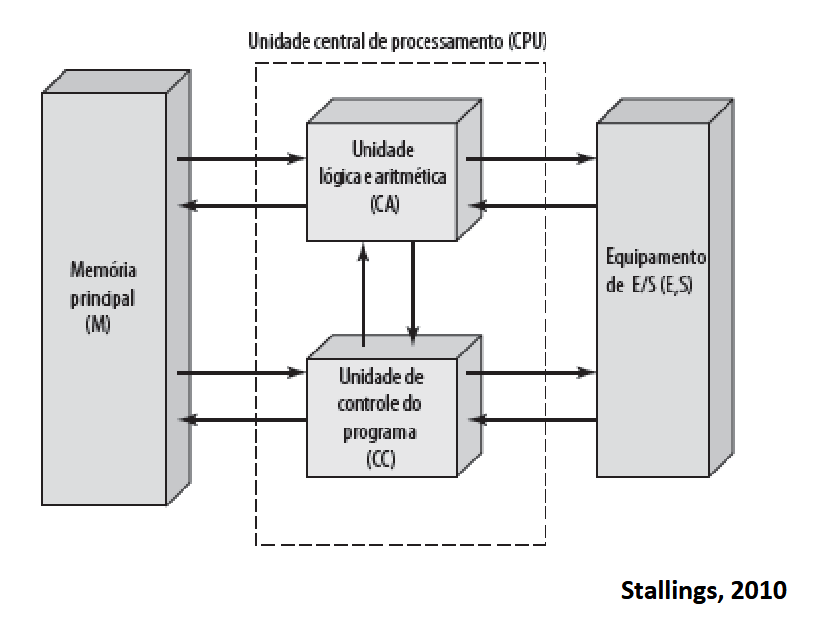 Unidade central de processamento (CPU)
Unidade
lógica e aritmética
(CA)
Memória
principal
(M)
Equipamento
de E/S (E,S)
Unidade de
controle do
programa
(CC)
Stallings, 2010